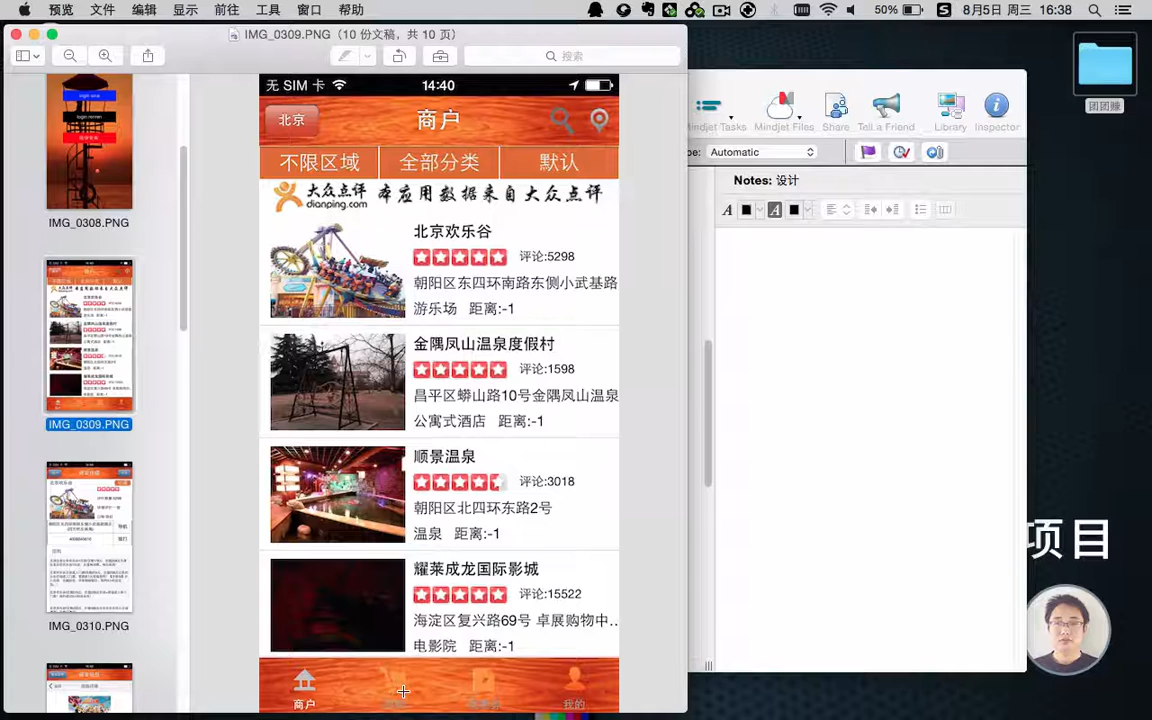 预览 文件 编辑 显示 前往 工具 窗口 帮助
50% 8月5日 周三 16:38
IMG_0309.PNG（10 份文稿，共 10 页）
搜索
login sina
login renren
IMG_0308.PNG
IMG_0309.PNG
IMG_0310.PNG
无 SIM 卡 14:40
北京 商户
不限区域 全部分类 默认
大众点评 dianping.com 本应用数据来自大众点评
北京欢乐谷
评论:5298
朝阳区东四环南路东侧小武基路
游乐场 距离:-1
金隅凤山温泉度假村
评论:1598
昌平区蟒山路10号金隅凤山温泉
公寓式酒店 距离:-1
顺景温泉
评论:3018
朝阳区北四环东路2号
温泉 距离:-1
耀莱成龙国际影城
评论:15522
海淀区复兴路69号 卓展购物中...
电影院 距离:-1
商户 我的
Mindjet Tasks Mindjet Files Share Tell a Friend Library Inspector
pe: Automatic
Notes: 设计
团团赚
项目